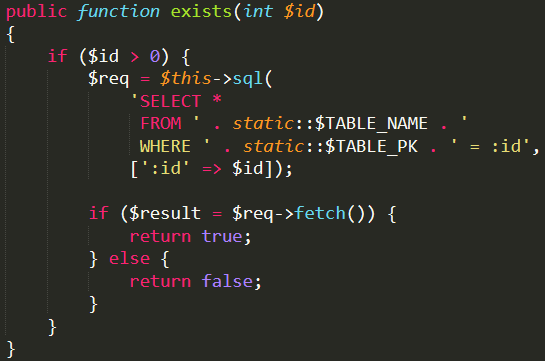 public function exists(int $id)
{
    if ($id > 0) {
        $req = $this->sql(
            'SELECT *
             FROM ' . static::$TABLE_NAME . '
             WHERE ' . static::$TABLE_PK . ' = :id',
            [':id' => $id]);

        if ($result = $req->fetch()) {
            return true;
        } else {
            return false;
        }
    }
}